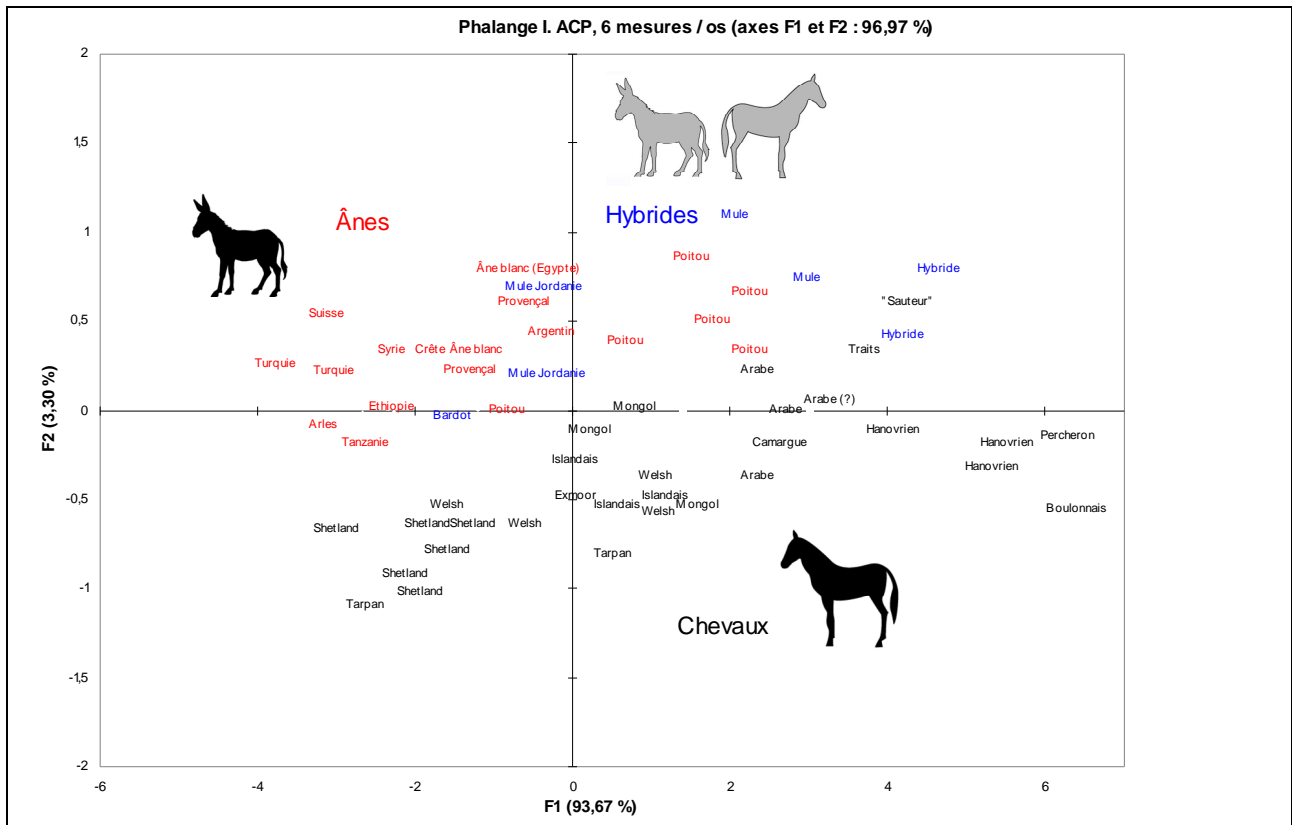 Phalange I. ACP, 6 mesures / os (axes F1 et F2 : 96,97 %)
2
1,5
Ânes
Hybrides
Mule
1
Poitou
Âne blanc (Egypte)
Hybride
Mule
Mule Jordanie
Poitou
Provençal
"Sauteur"
Suisse
Poitou
0,5
Argentin
Hybride
Poitou
Syrie
Crête Âne blanc
Poitou
Traits
Turquie
Turquie
Provençal
Mule Jordanie
Arabe
Arabe (?)
0
Ethiopie
Bardot
Poitou
Mongol
Arabe
Arles
Mongol
Hanovrien
Percheron
Tanzanie
Camargue
Hanovrien
Islandais
Hanovrien
Welsh
Arabe
-0,5
Exmoor
Islandais
Welsh
Islandais
Mongol
Welsh
Boulonnais
Shetland
Shetland
Shetland
Welsh
Shetland
Tarpan
Shetland
-1
Shetland
Tarpan
Chevaux
-1,5
-2
-6
-4
-2
0
2
4
6
F1 (93,67 %)
F2 (3,30 %)